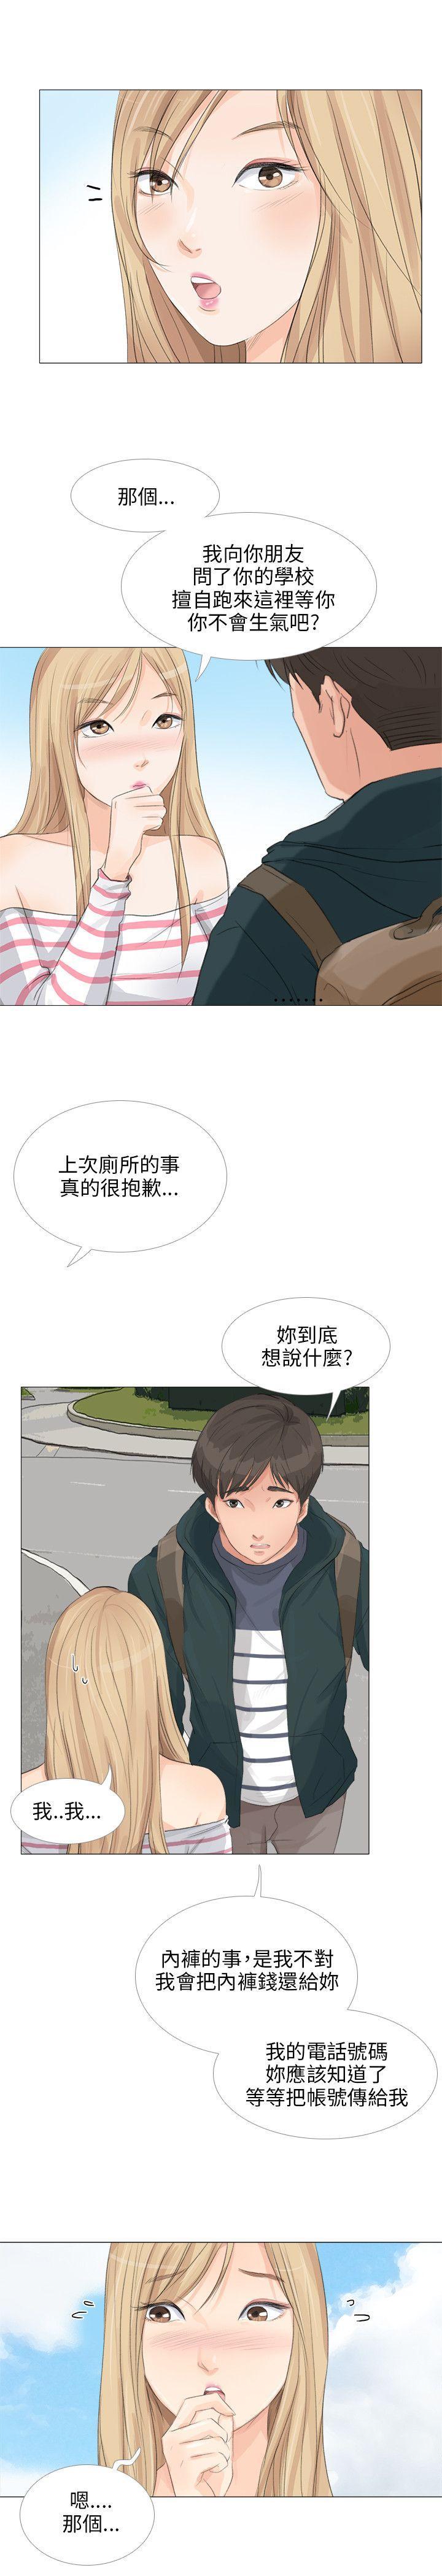 那個...
我向你朋友
問了你的學校
擅自跑來這裡等你
你不會生氣吧?
.......
上次廁所的事
真的很抱歉...
妳到底
想說什麼?
我..我...
內褲的事，是我不對
我會把內褲錢還給妳
我的電話號碼
妳應該知道了
等等把帳號傳給我
嗯....
那個...